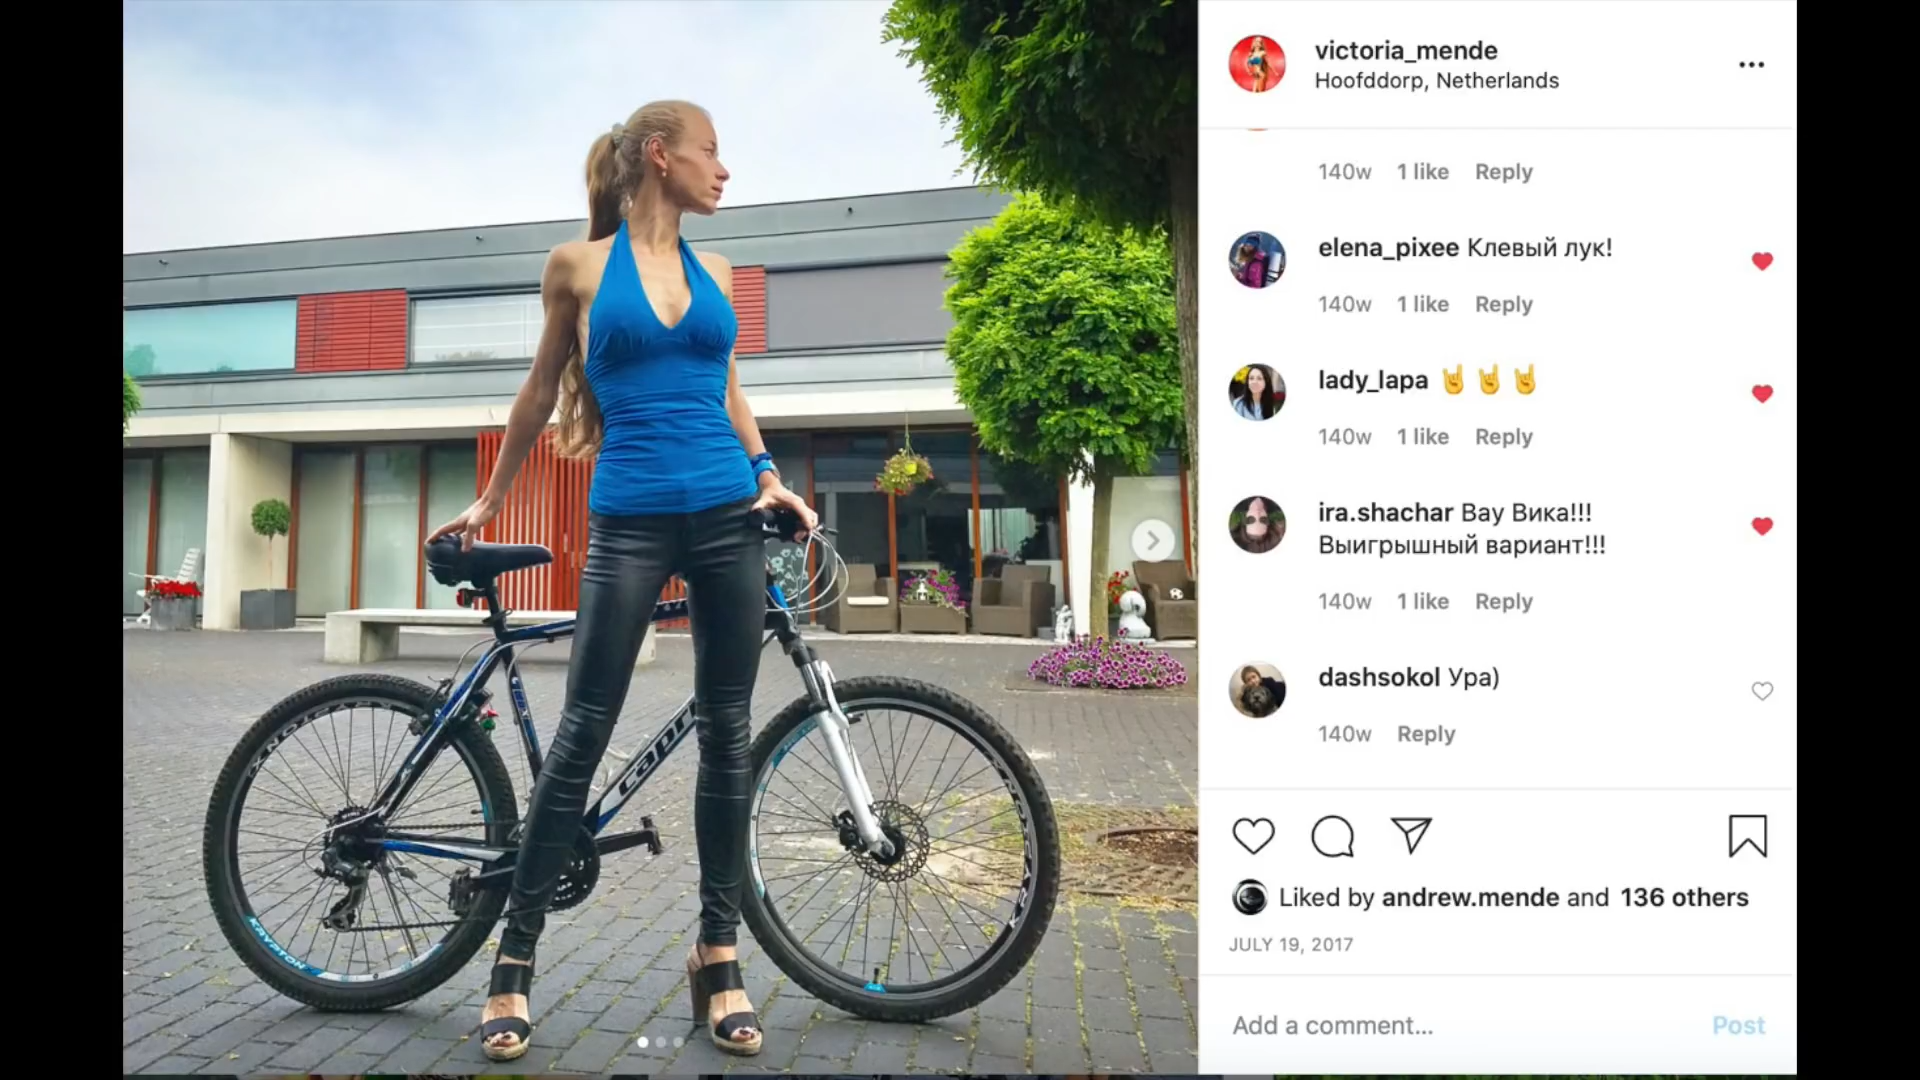 victoria_mende
Hoofddorp, Netherlands
140w 1 like Reply
elena_pixee Клевый лук!
140w 1 like Reply
lady_lapa 🤘 🤘 🤘
140w 1 like Reply
ira.shachar Вау Вика!!!
Выигрышный вариант!!!
140w 1 like Reply
dashsokol Ура)
140w Reply
Liked by andrew.mende and 136 others
JULY 19, 2017
Add a comment... Post
capri
KRYPTON X